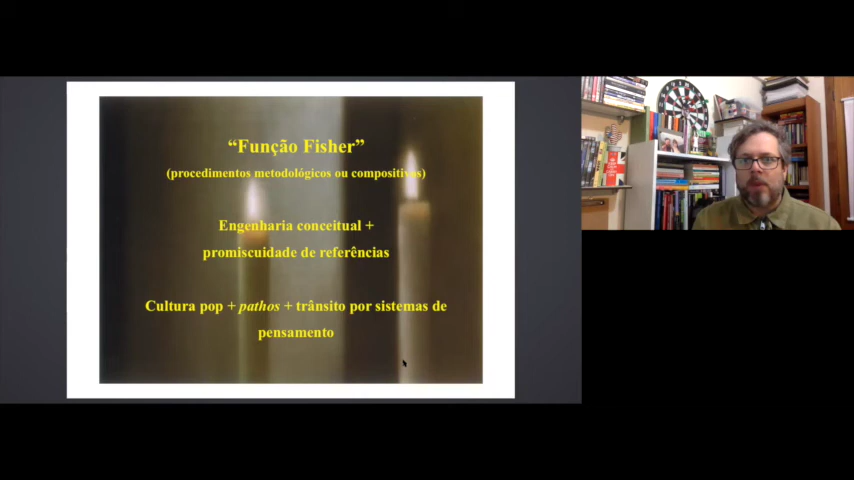 “Função Fisher”
(procedimentos metodológicos ou compositivos)
Engenharia conceitual +
promiscuidade de referências
Cultura pop + pathos + trânsito por sistemas de
pensamento